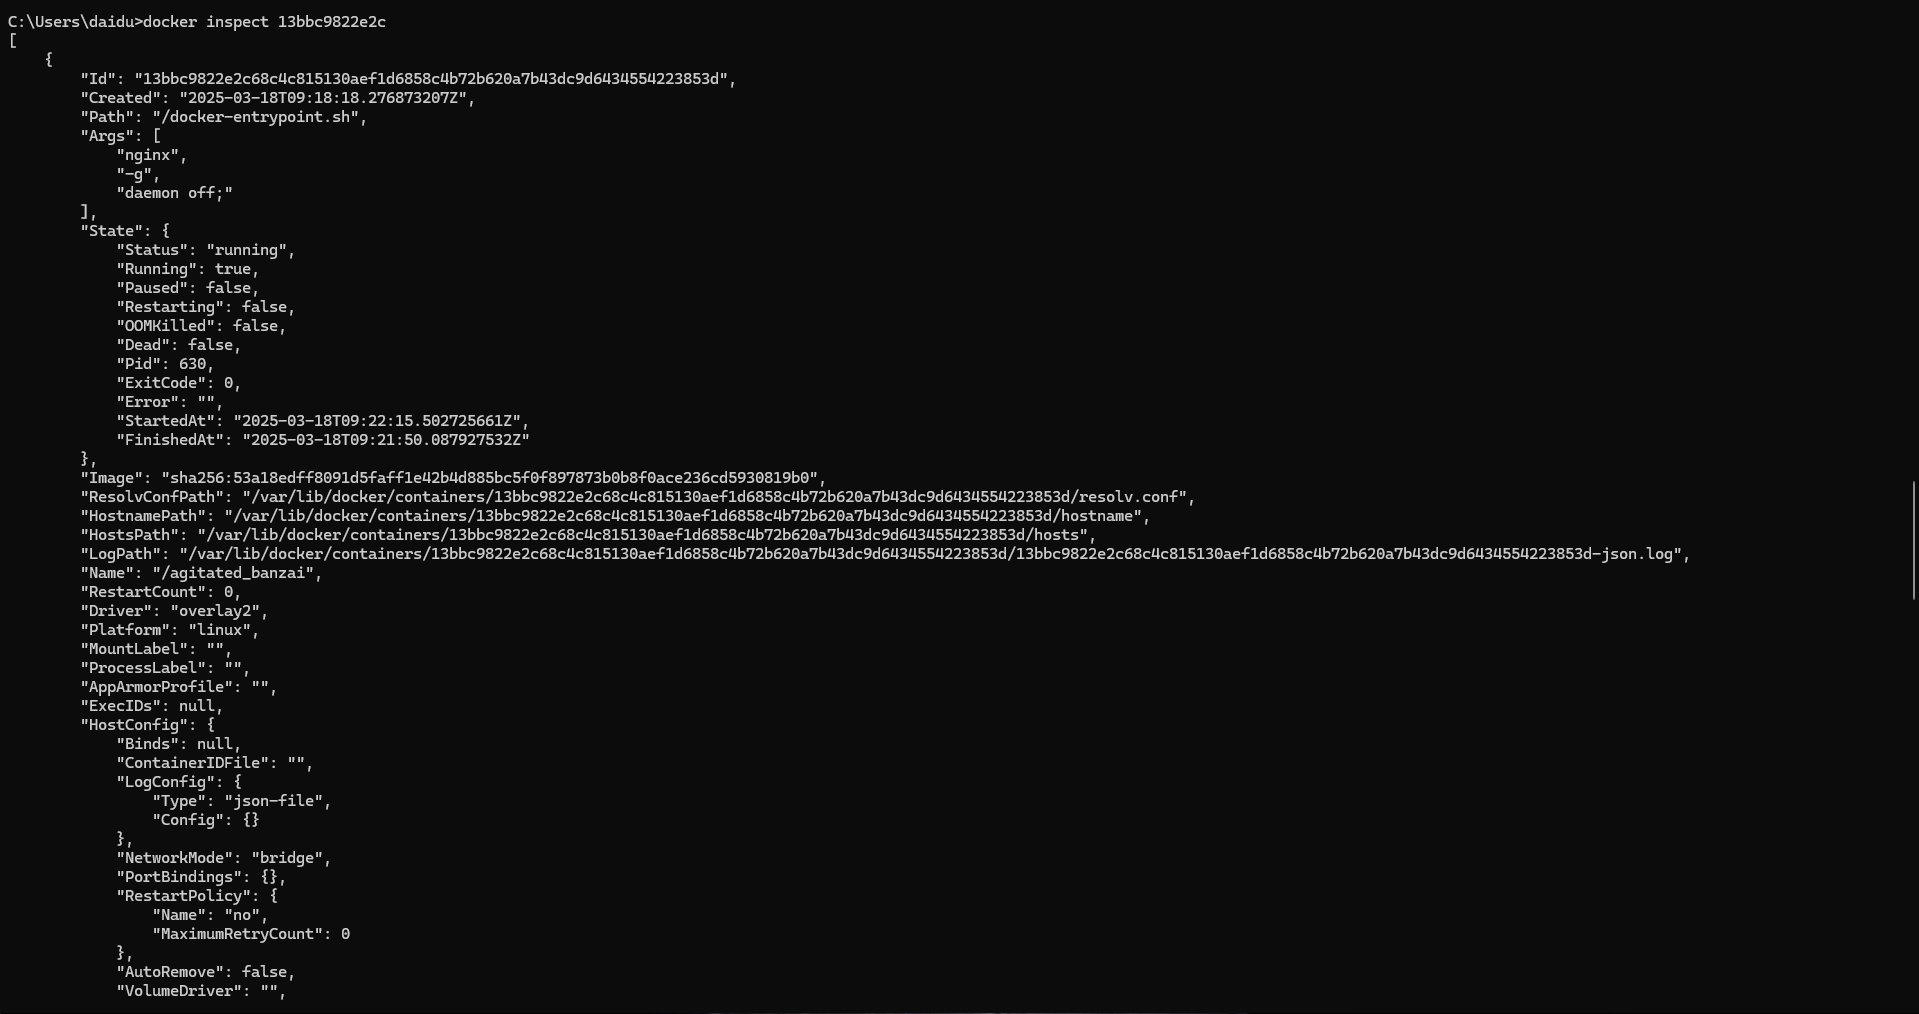 C:\Users\daidu>docker inspect 13bbc9822e2c
[
    {
        "Id": "13bbc9822e2c68c4c815130aef1d6858c4b72b620a7b43dc9d6434554223853d",
        "Created": "2025-03-18T09:18:18.276873207Z",
        "Path": "/docker-entrypoint.sh",
        "Args": [
            "nginx",
            "-g",
            "daemon off;"
        ],
        "State": {
            "Status": "running",
            "Running": true,
            "Paused": false,
            "Restarting": false,
            "OOMKilled": false,
            "Dead": false,
            "Pid": 630,
            "ExitCode": 0,
            "Error": "",
            "StartedAt": "2025-03-18T09:22:15.502725661Z",
            "FinishedAt": "2025-03-18T09:21:50.087927532Z"
        },
        "Image": "sha256:53a18edff8091d5faff1e42b4d885bc5f0f897873b0b8f0ace236cd5930819b0",
        "ResolvConfPath": "/var/lib/docker/containers/13bbc9822e2c68c4c815130aef1d6858c4b72b620a7b43dc9d6434554223853d/resolv.conf",
        "HostnamePath": "/var/lib/docker/containers/13bbc9822e2c68c4c815130aef1d6858c4b72b620a7b43dc9d6434554223853d/hostname",
        "HostsPath": "/var/lib/docker/containers/13bbc9822e2c68c4c815130aef1d6858c4b72b620a7b43dc9d6434554223853d/hosts",
        "LogPath": "/var/lib/docker/containers/13bbc9822e2c68c4c815130aef1d6858c4b72b620a7b43dc9d6434554223853d/13bbc9822e2c68c4c815130aef1d6858c4b72b620a7b43dc9d6434554223853d-json.log",
        "Name": "/agitated_banzai",
        "RestartCount": 0,
        "Driver": "overlay2",
        "Platform": "linux",
        "MountLabel": "",
        "ProcessLabel": "",
        "AppArmorProfile": "",
        "ExecIDs": null,
        "HostConfig": {
            "Binds": null,
            "ContainerIDFile": "",
            "LogConfig": {
                "Type": "json-file",
                "Config": {}
            },
            "NetworkMode": "bridge",
            "PortBindings": {},
            "RestartPolicy": {
                "Name": "no",
                "MaximumRetryCount": 0
            },
            "AutoRemove": false,
            "VolumeDriver": "",